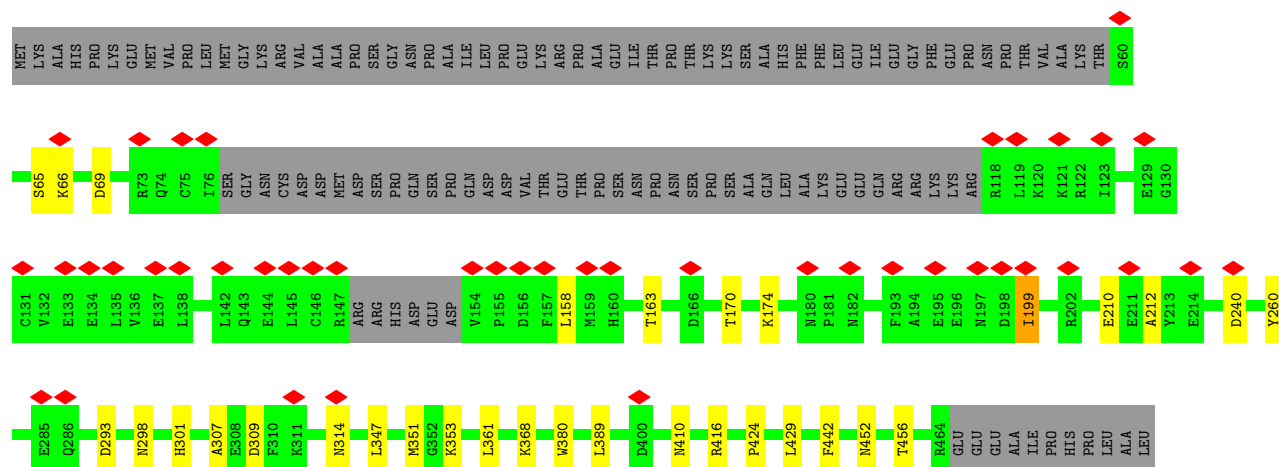 MET LYS ALA HIS PRO LYS GLU MET VAL PRO LEU MET GLY LYS ARG VAL ALA ALA PRO SER GLY ASN PRO ALA ILE LEU PRO GLU LYS ARG PRO ALA GLU ILE THR PRO THR LYS LYS SER ALA HIS PHE PHE LEU GLU ILE GLU GLY PHE GLU PRO ASN PRO THR VAL ALA LYS THR S60
S65 K66 D69 R73 Q74 C75 I76 SER GLY ASN CYS ASP ASP MET ASP SER PRO GLN SER PRO GLN ASP ASP VAL THR GLU THR PRO SER ASN PRO ASN SER PRO SER ALA GLN LEU ALA LYS GLU GLU GLN ARG ARG LYS LYS ARG R118 L119 K120 K121 R122 I123 E129 G130
C131 V132 E133 E134 L135 V136 E137 L138 L142 Q143 E144 L145 C146 R147 ARG ARG HIS ASP GLU ASP V154 P155 D156 F157 L158 M159 H160 T163 D166 T170 K174 N180 P181 N182 F193 A194 E195 E196 N197 D198 I199 R202 E210 E211 A212 Y213 E214 D240 Y260
E285 Q286 D293 N298 H301 A307 E308 D309 F310 K311 N314 L347 M351 G352 K353 L361 K368 W380 L389 D400 N410 R416 P424 L429 F442 N452 T456 R464 GLU GLU GLU ALA ILE PRO HIS PRO LEU ALA LEU